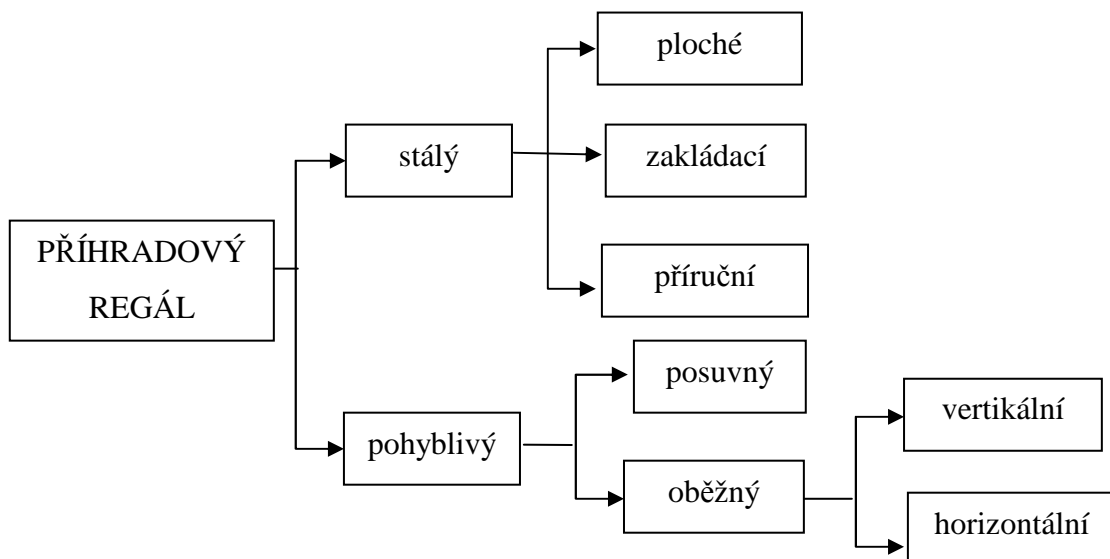 ploché
stálý
zakládací
PŘÍHRADOVÝ
REGÁL
příruční
posuvný
pohyblivý
vertikální
oběžný
horizontální